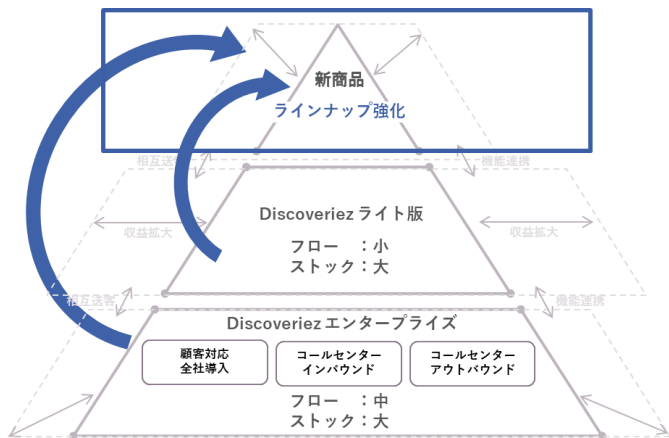 新商品
ラインナップ強化
相互送客
機能連携
Discoveriez ライト版
収益拡大
収益拡大
フロー ：小
ストック：大
相互送客
機能連携
Discoveriez エンタープライズ
顧客対応
全社導入
コールセンター
インバウンド
コールセンター
アウトバウンド
フロー ：中
ストック：大